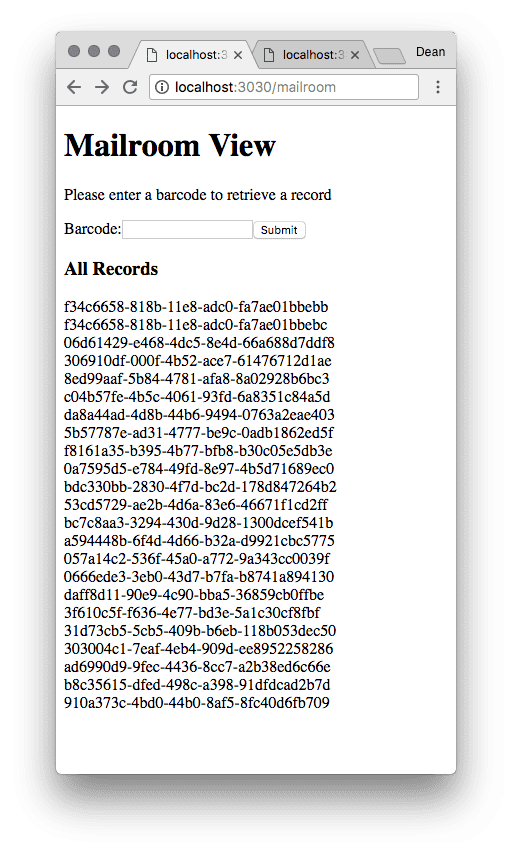 localhost:3
localhost:3
Dean
localhost:3030/mailroom
Mailroom View
Please enter a barcode to retrieve a record
Barcode:
Submit
All Records
f34c6658-818b-11e8-adc0-fa7ae01bbebb
f34c6658-818b-11e8-adc0-fa7ae01bbebc
06d61429-e468-4dc5-8e4d-66a688d7ddf8
306910df-000f-4b52-ace7-61476712d1ae
8ed99aaf-5b84-4781-afa8-8a02928b6bc3
c04b57fe-4b5c-4061-93fd-6a8351c84a5d
da8a44ad-4d8b-44b6-9494-0763a2eae403
5b57787e-ad31-4777-be9c-0adb1862ed5f
f8161a35-b395-4b77-bfb8-b30c05e5db3e
0a7595d5-e784-49fd-8e97-4b5d71689ec0
bdc330bb-2830-4f7d-bc2d-178d847264b2
53cd5729-ae2b-4d6a-83e6-46671f1cd2ff
bc7c8aa3-3294-430d-9d28-1300dcef541b
a594448b-6f4d-4d66-b32a-d9921cbc5775
057a14c2-536f-45a0-a772-9a343cc0039f
0666ede3-3eb0-43d7-b7fa-b8741a894130
daff8d11-90e9-4c90-bba5-36859cb0ffbe
3f610c5f-f636-4e77-bd3e-5a1c30cf8fbf
31d73cb5-5cb5-409b-b6eb-118b053dec50
303004c1-7eaf-4eb4-909d-ee8952258286
ad6990d9-9fec-4436-8cc7-a2b38ed6c66e
b8c35615-dfed-498c-a398-91dfdcad2b7d
910a373c-4bd0-44b0-8af5-8fc40d6fb709